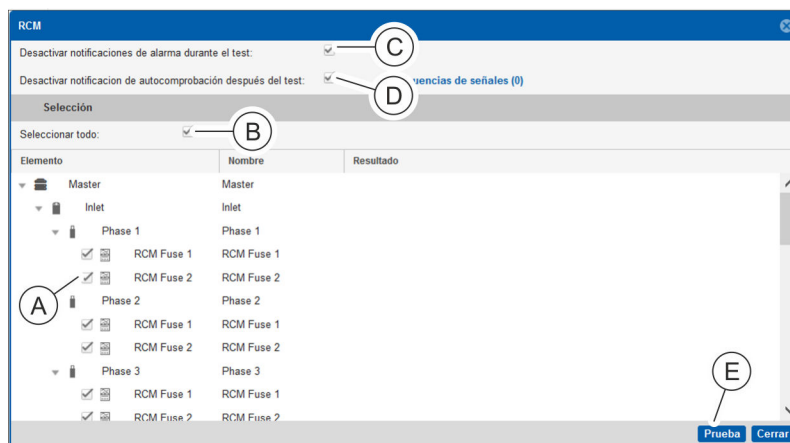 RCM
Desactivar notificaciones de alarma durante el test: C
Desactivar notificacion de autocomprobación después del test: D uencias de señales (0)
Selección
Seleccionar todo: B
Elemento Nombre Resultado
Master Master
Inlet Inlet
Phase 1 Phase 1
RCM Fuse 1 RCM Fuse 1
A RCM Fuse 2 RCM Fuse 2
Phase 2 Phase 2
RCM Fuse 1 RCM Fuse 1
RCM Fuse 2 RCM Fuse 2
Phase 3 Phase 3
E
RCM Fuse 1 RCM Fuse 1
RCM Fuse 2 RCM Fuse 2
Prueba Cerrar